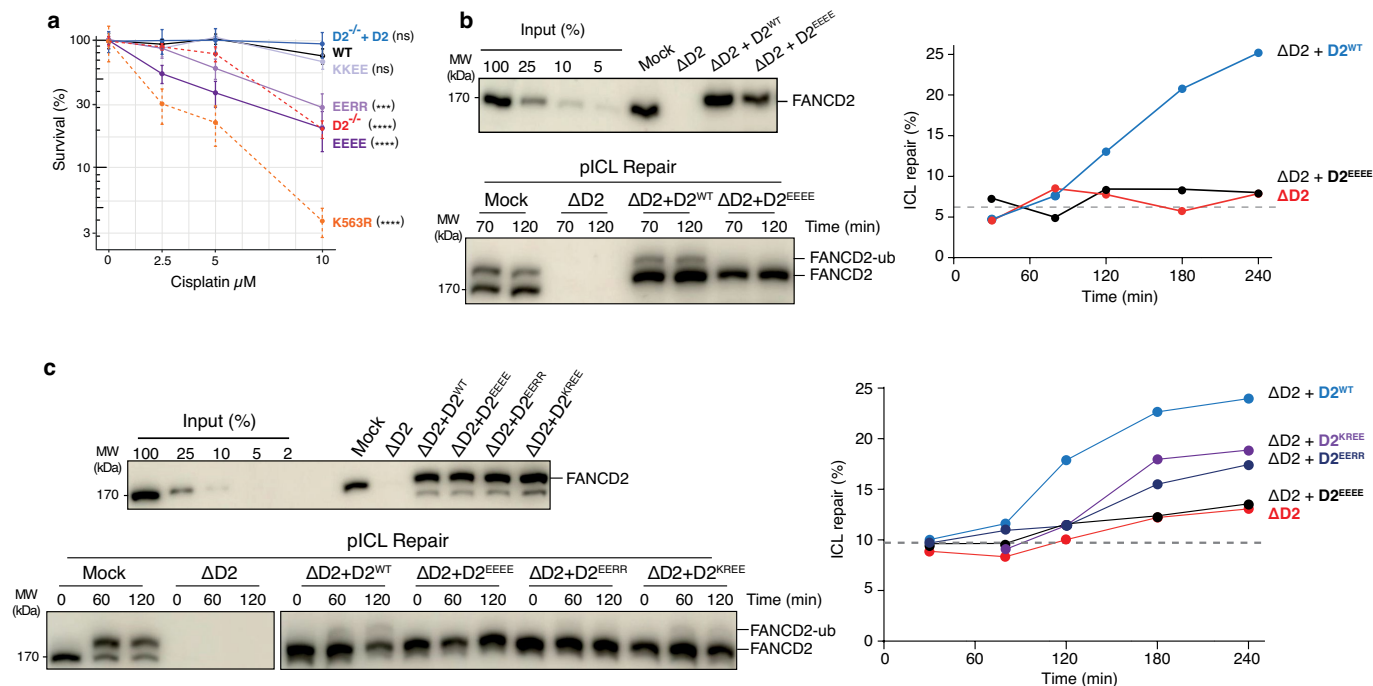 a
Survival (%)
100
30
10
3
0
2.5
5
10
Cisplatin µM
D2-/- + D2 (ns)
WT
KKEE (ns)
EERR (***)
D2-/- (****)
EEEE (****)
K563R (****)
b
Input (%)
MW (kDa)
100 25 10 5
Mock
ΔD2
ΔD2 + D2WT
ΔD2 + D2EEEE
170
FANCD2
pICL Repair
Mock ΔD2 ΔD2+D2WT ΔD2+D2EEEE
MW (kDa)
70 120 70 120 70 120 70 120 Time (min)
FANCD2-ub
FANCD2
170
ICL repair (%)
25
20
15
10
5
0
0 60 120 180 240
Time (min)
ΔD2 + D2WT
ΔD2 + D2EEEE
ΔD2
c
Input (%)
MW (kDa)
100 25 10 5 2
Mock
ΔD2
ΔD2+D2WT
ΔD2+D2EEEE
ΔD2+D2EERR
ΔD2+D2KREE
170
FANCD2
pICL Repair
Mock ΔD2 ΔD2+D2WT ΔD2+D2EEEE ΔD2+D2EERR ΔD2+D2KREE
MW (kDa)
0 60 120 0 60 120 0 60 120 0 60 120 0 60 120 0 60 120 Time (min)
FANCD2-ub
FANCD2
170
ICL repair (%)
25
20
15
10
5
0
0 60 120 180 240
Time (min)
ΔD2 + D2WT
ΔD2 + D2KREE
ΔD2 + D2EERR
ΔD2 + D2EEEE
ΔD2